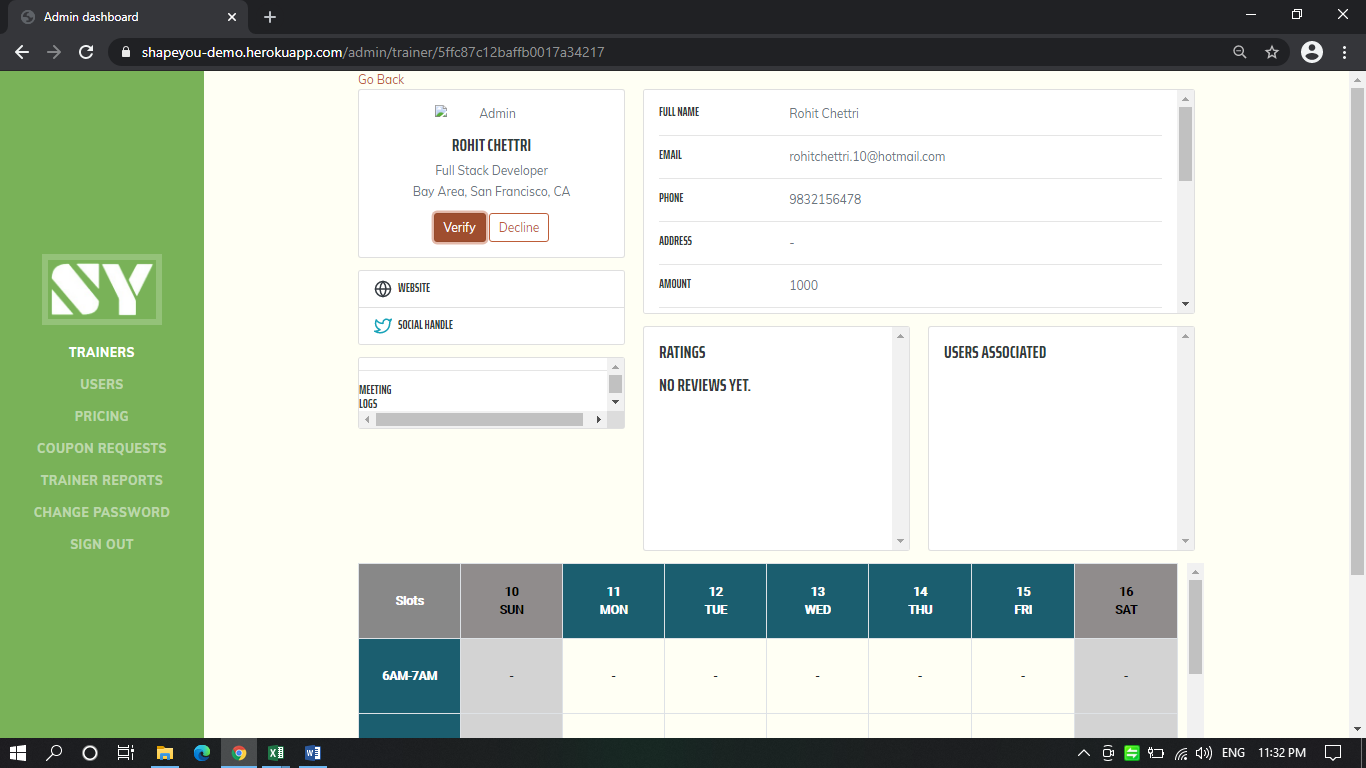 Admin dashboard
shapeyou-demo.herokuapp.com/admin/trainer/5ffc87c12baffb0017a34217
SY
TRAINERS
USERS
PRICING
COUPON REQUESTS
TRAINER REPORTS
CHANGE PASSWORD
SIGN OUT
Go Back
Admin
ROHIT CHETTRI
Full Stack Developer
Bay Area, San Francisco, CA
Verify Decline
WEBSITE
SOCIAL HANDLE
MEETING
LOGS
FULL NAME Rohit Chettri
EMAIL rohitchettri.10@hotmail.com
PHONE 9832156478
ADDRESS -
AMOUNT 1000
RATINGS
NO REVIEWS YET.
USERS ASSOCIATED
Slots 10 11 12 13 14 15 16
SUN MON TUE WED THU FRI SAT
6AM-7AM - - - - - - -
ENG 11:32 PM